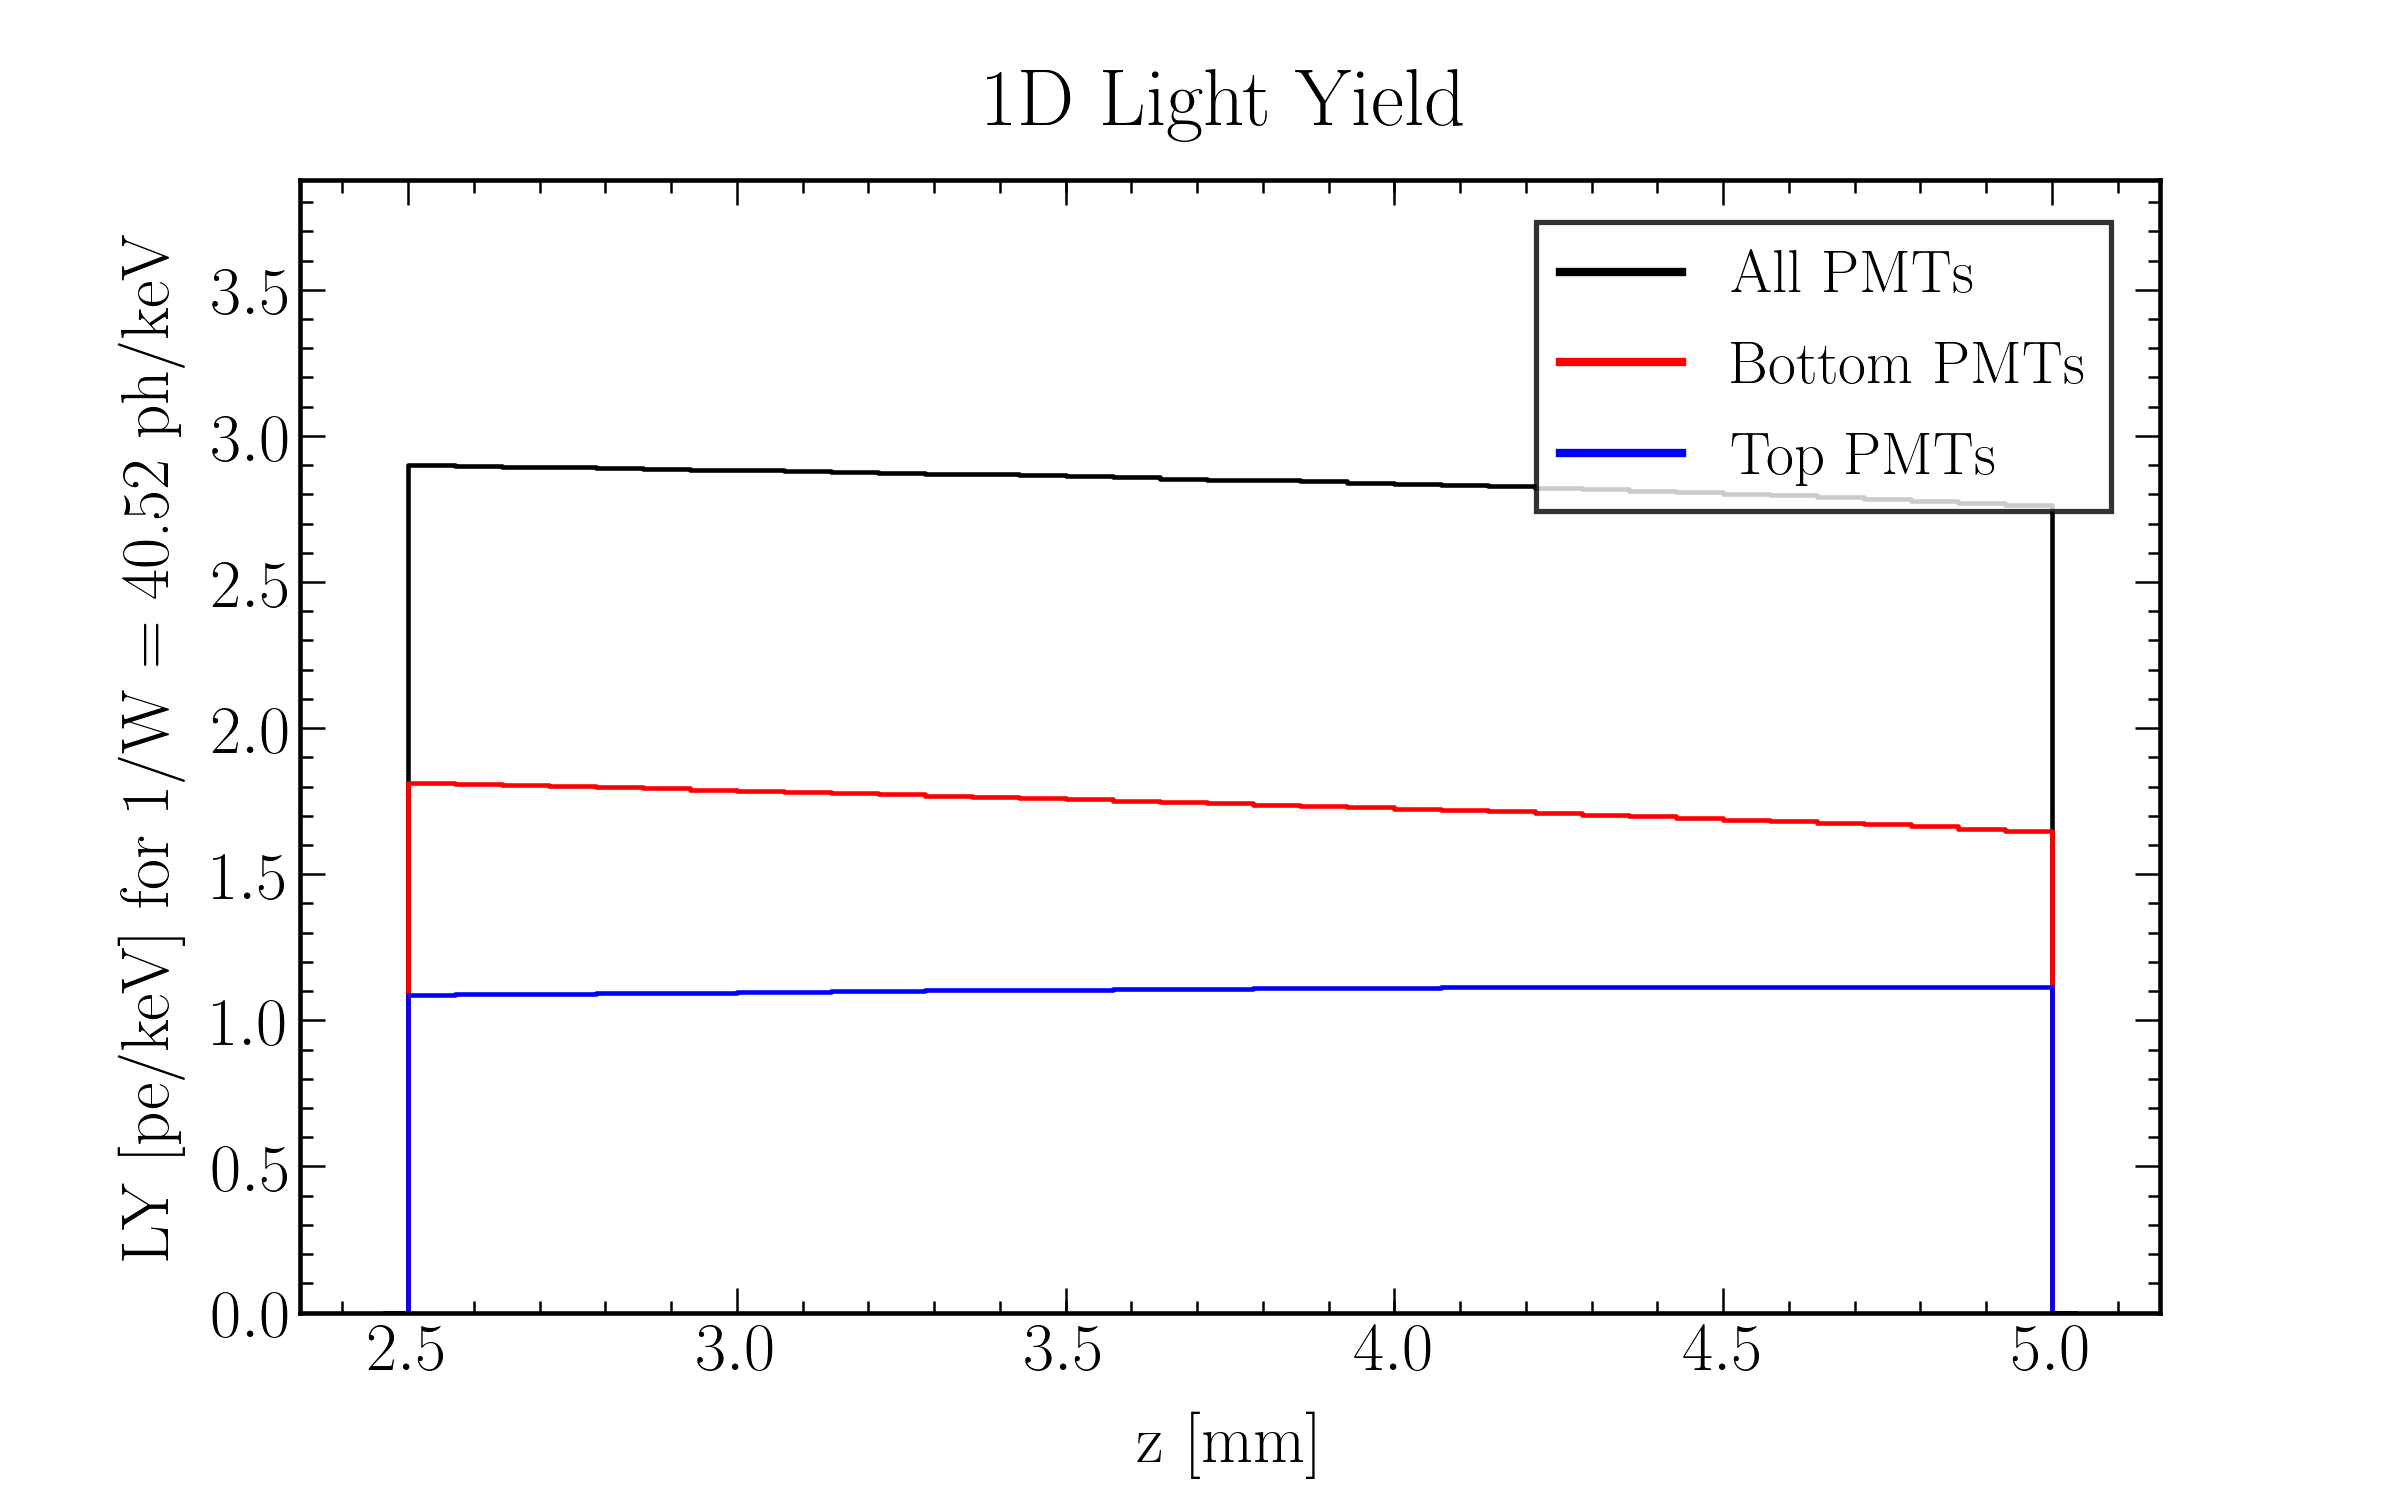 1D Light Yield
LY [pe/keV] for 1/W = 40.52 ph/keV
3.5
3.0
2.5
2.0
1.5
1.0
0.5
0.0
All PMTs
Bottom PMTs
Top PMTs
2.5 3.0 3.5 4.0 4.5 5.0
z [mm]